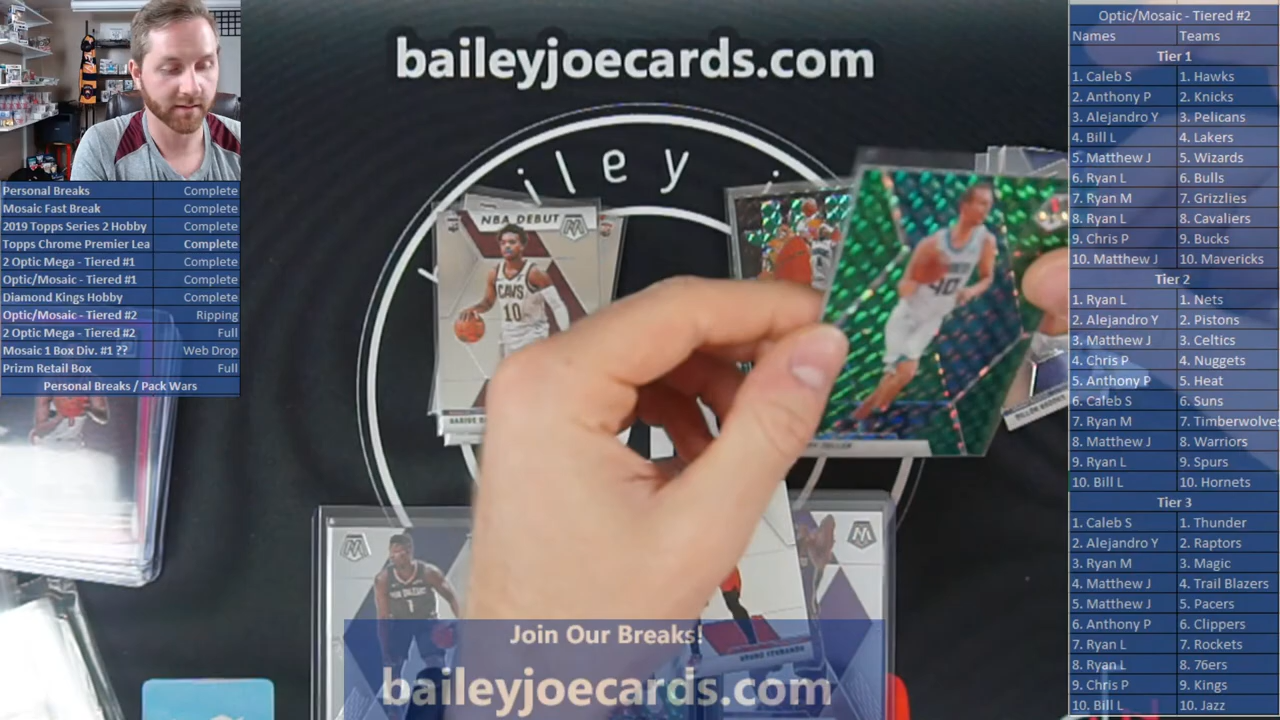 baileyjoecards.com
Optic/Mosaic - Tiered #2
Names Teams
Tier 1
1. Caleb S 1. Hawks
2. Anthony P 2. Knicks
3. Alejandro Y 3. Pelicans
4. Bill L 4. Lakers
5. Matthew J 5. Wizards
6. Ryan L 6. Bulls
7. Ryan M 7. Grizzlies
8. Ryan L 8. Cavaliers
9. Chris P 9. Bucks
10. Matthew J 10. Mavericks
Tier 2
1. Ryan L 1. Nets
2. Alejandro Y 2. Pistons
3. Matthew J 3. Celtics
4. Chris P 4. Nuggets
5. Anthony P 5. Heat
6. Caleb S 6. Suns
7. Ryan M 7. Timberwolves
8. Matthew J 8. Warriors
9. Ryan L 9. Spurs
10. Bill L 10. Hornets
Tier 3
1. Caleb S 1. Thunder
2. Alejandro Y 2. Raptors
3. Ryan M 3. Magic
4. Matthew J 4. Trail Blazers
5. Matthew J 5. Pacers
6. Anthony P 6. Clippers
7. Ryan L 7. Rockets
8. Ryan L 8. 76ers
9. Chris P 9. Kings
10. Bill L 10. Jazz
Personal Breaks Complete
Mosaic Fast Break Complete
2019 Topps Series 2 Hobby Complete
Topps Chrome Premier Lea Complete
2 Optic Mega - Tiered #1 Complete
Optic/Mosaic - Tiered #1 Complete
Diamond Kings Hobby Complete
Optic/Mosaic - Tiered #2 Ripping
2 Optic Mega - Tiered #2 Full
Mosaic 1 Box Div. #1 ?? Web Drop
Prizm Retail Box Full
Personal Breaks / Pack Wars
iley
NBA DEBUT
CAVS
10
DARIUS
40
1
BRUNO FERNANDO
Join Our Breaks!
baileyjoecards.com